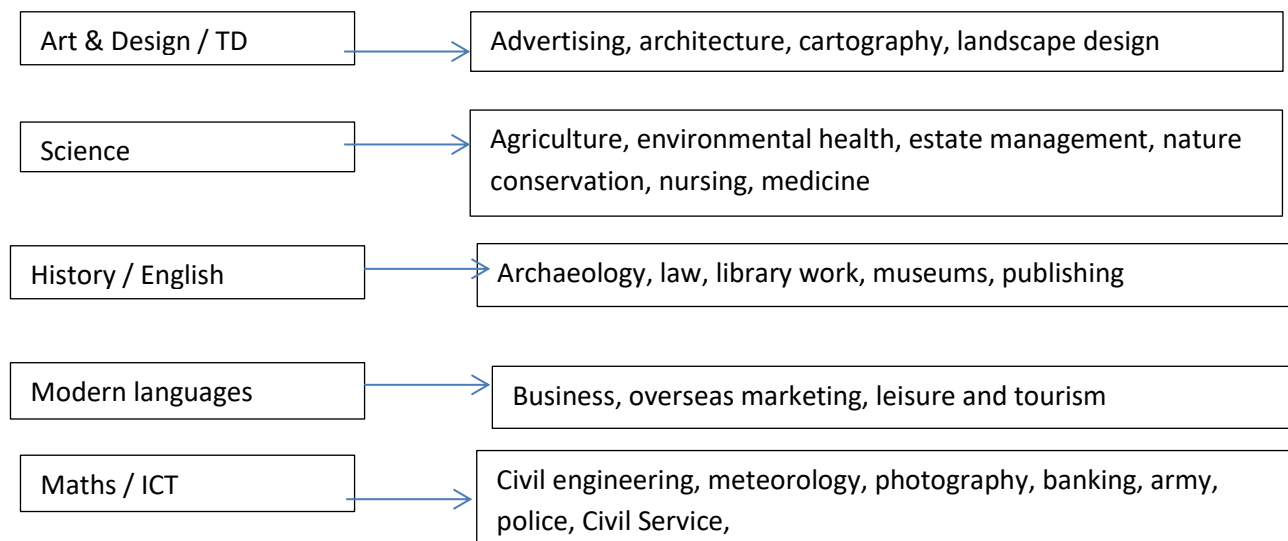 Art & Design / TD
Advertising, architecture, cartography, landscape design
Science
Agriculture, environmental health, estate management, nature
conservation, nursing, medicine
History / English
Archaeology, law, library work, museums, publishing
Modern languages
Business, overseas marketing, leisure and tourism
Maths / ICT
Civil engineering, meteorology, photography, banking, army,
police, Civil Service,